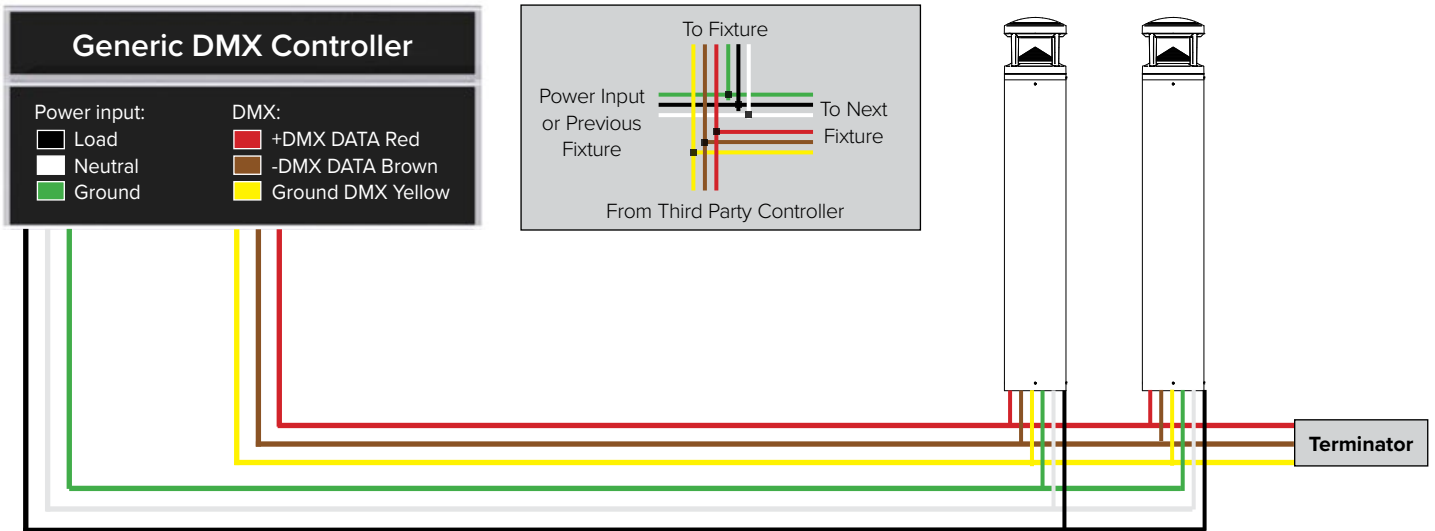 Generic DMX Controller
Power input:
Load
Neutral
Ground
DMX:
+DMX DATA Red
-DMX DATA Brown
Ground DMX Yellow
To Fixture
Power Input
or Previous
Fixture
To Next
Fixture
From Third Party Controller
Terminator